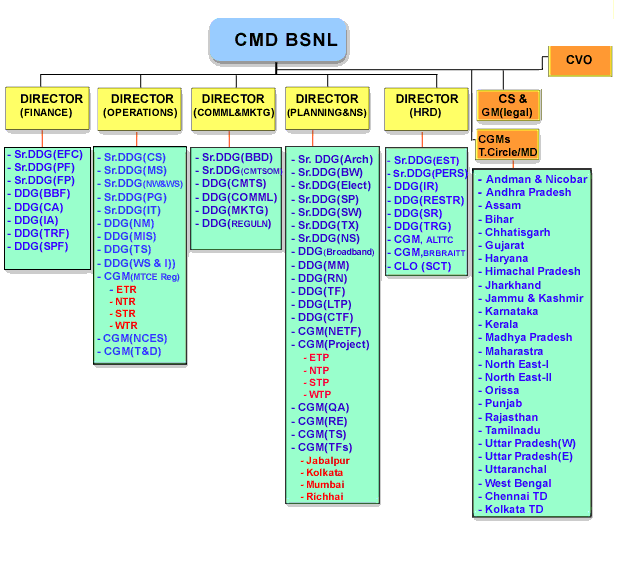 CMD BSNL
CVO
DIRECTOR
(FINANCE)
- Sr.DDG(EFC)
- Sr.DDG(PF)
- Sr.DDG(FP)
- DDG(BBF)
- DDG(CA)
- DDG(IA)
- DDG(TRF)
- DDG(SPF)
DIRECTOR
(OPERATIONS)
- Sr.DDG(CS)
- Sr.DDG(MS)
- Sr.DDG(NW&WS)
- Sr.DDG(PG)
- Sr.DDG(IT)
- DDG(NM)
- DDG(MIS)
- DDG(TS)
- DDG(WS & I))
- CGM(MTCE Reg)
- ETR
- NTR
- STR
- WTR
- CGM(NCES)
- CGM(T&D)
DIRECTOR
(COMML&MKTG)
- Sr.DDG(BBD)
- Sr.DDG(CMTSOM)
- DDG(CMTS)
- DDG(COMML)
- DDG(MKTG)
- DDG(REGULN)
DIRECTOR
(PLANNING&NS)
- Sr. DDG(Arch)
- Sr.DDG(BW)
- Sr.DDG(Elect)
- Sr.DDG(SP)
- Sr.DDG(SW)
- Sr.DDG(TX)
- Sr.DDG(NS)
- DDG(Broadband)
- DDG(MM)
- DDG(RN)
- DDG(TF)
- DDG(LTP)
- DDG(CTF)
- CGM(NETF)
- CGM(Project)
- ETP
- NTP
- STP
- WTP
- CGM(QA)
- CGM(RE)
- CGM(TS)
- CGM(TFs)
- Jabalpur
- Kolkata
- Mumbai
- Richhai
DIRECTOR
(HRD)
- Sr.DDG(EST)
- Sr.DDG(PERS)
- DDG(IR)
- DDG(RESTR)
- DDG(SR)
- DDG(TRG)
- CGM, ALTTC
- CGM,BRBRAITT
- CLO (SCT)
CS &
GM(legal)
CGMs
T.Circle/MD
- Andman & Nicobar
- Andhra Pradesh
- Assam
- Bihar
- Chhatisgarh
- Gujarat
- Haryana
- Himachal Pradesh
- Jharkhand
- Jammu & Kashmir
- Karnataka
- Kerala
- Madhya Pradesh
- Maharastra
- North East-I
- North East-II
- Orissa
- Punjab
- Rajasthan
- Tamilnadu
- Uttar Pradesh(W)
- Uttar Pradesh(E)
- Uttaranchal
- West Bengal
- Chennai TD
- Kolkata TD